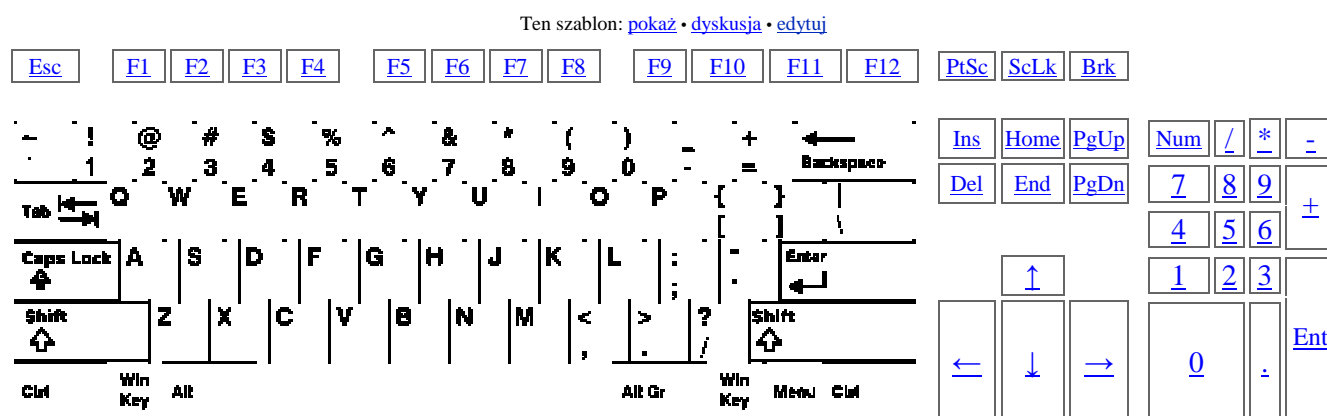 Ten szablon: pokaż • dyskusja • edytuj
Esc F1 F2 F3 F4 F5 F6 F7 F8 F9 F10 F11 F12 PtSc ScLk Brk
~ ! @ # $ % ^ & * ( ) _ + Backspace Ins Home PgUp Num / * -
` 1 2 3 4 5 6 7 8 9 0 - =
Tab Q W E R T Y U I O P { } | Del End PgDn 7 8 9 +
[ ] \ 4 5 6
Caps Lock A S D F G H J K L : " Enter ↑ 1 2 3 Ent
; '
Shift Z X C V B N M < > ? Shift ← ↓ → 0 .
, . /
Ctrl Win Key Alt Alt Gr Win Key Menu Ctrl